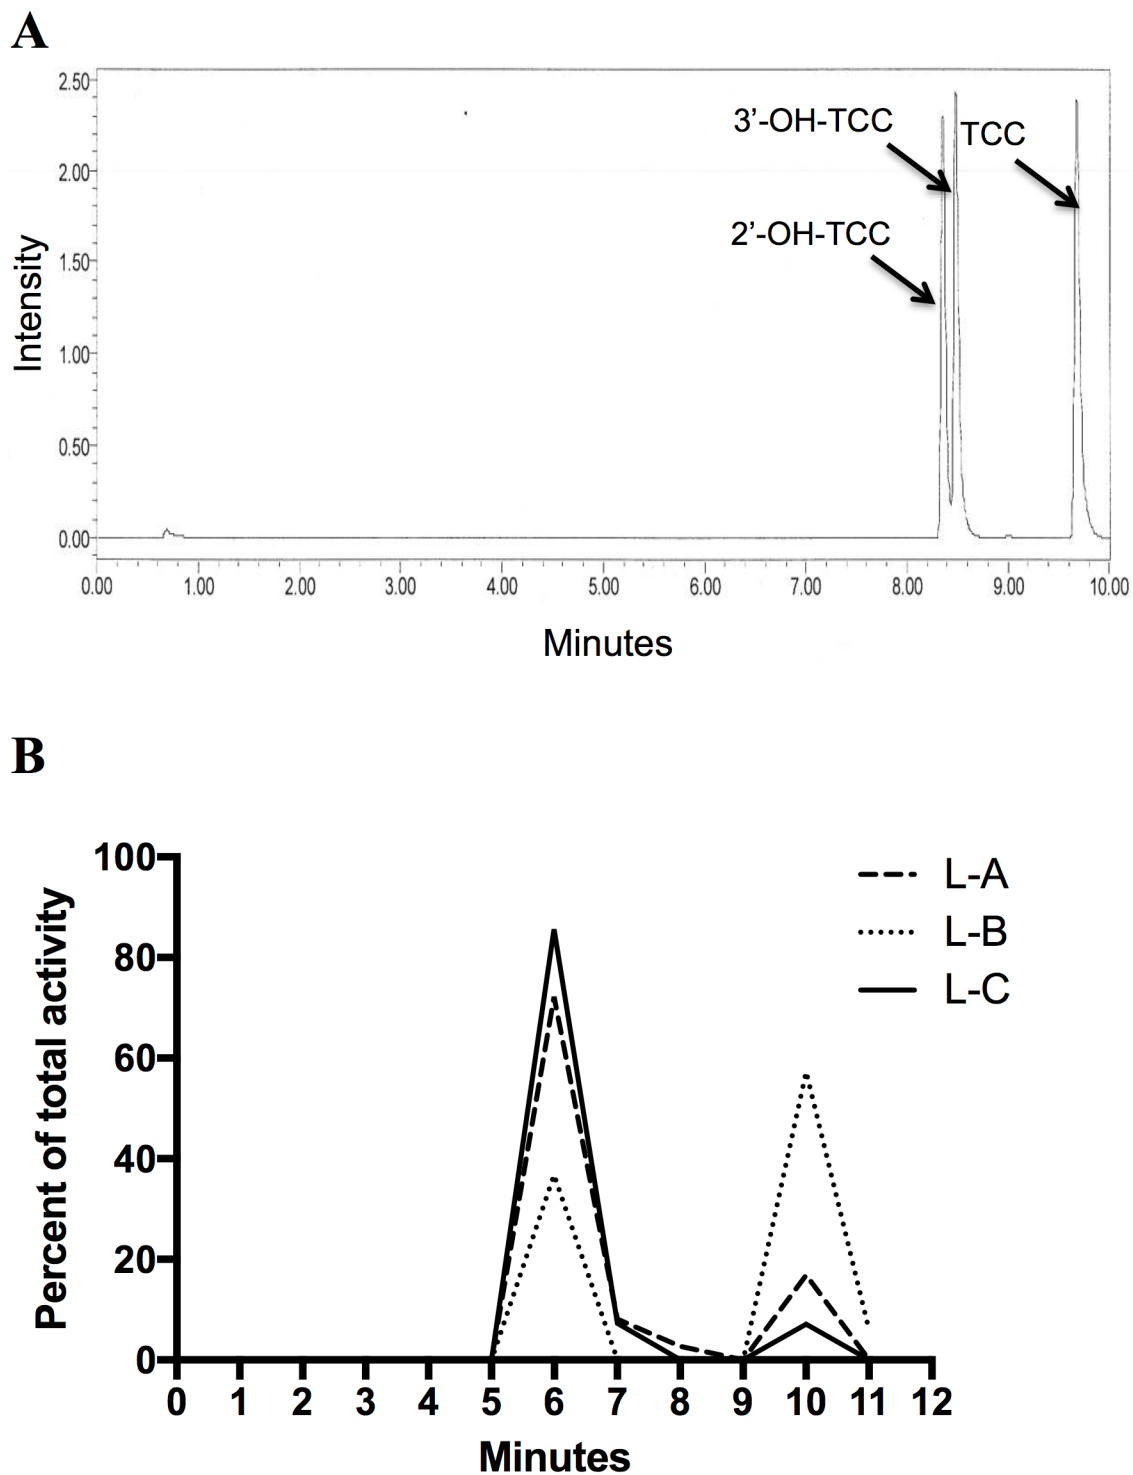 A
2.50
2.00
1.50
1.00
0.50
0.00
Intensity
3’-OH-TCC
TCC
2’-OH-TCC
0.00 1.00 2.00 3.00 4.00 5.00 6.00 7.00 8.00 9.00 10.00
Minutes
B
100
80
60
40
20
0
Percent of total activity
L-A
L-B
L-C
0 1 2 3 4 5 6 7 8 9 10 11 12
Minutes